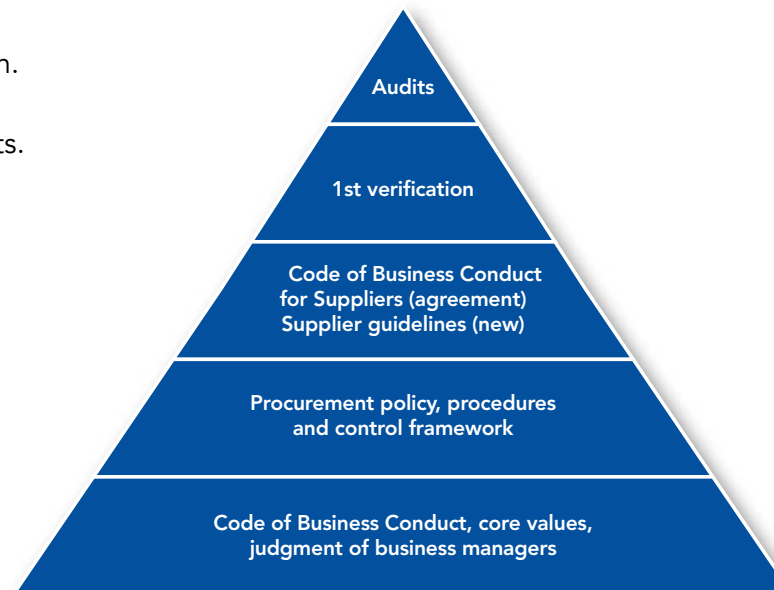 n.
ts.
Audits
1st verification
Code of Business Conduct
for Suppliers (agreement)
Supplier guidelines (new)
Procurement policy, procedures
and control framework
Code of Business Conduct, core values,
judgment of business managers